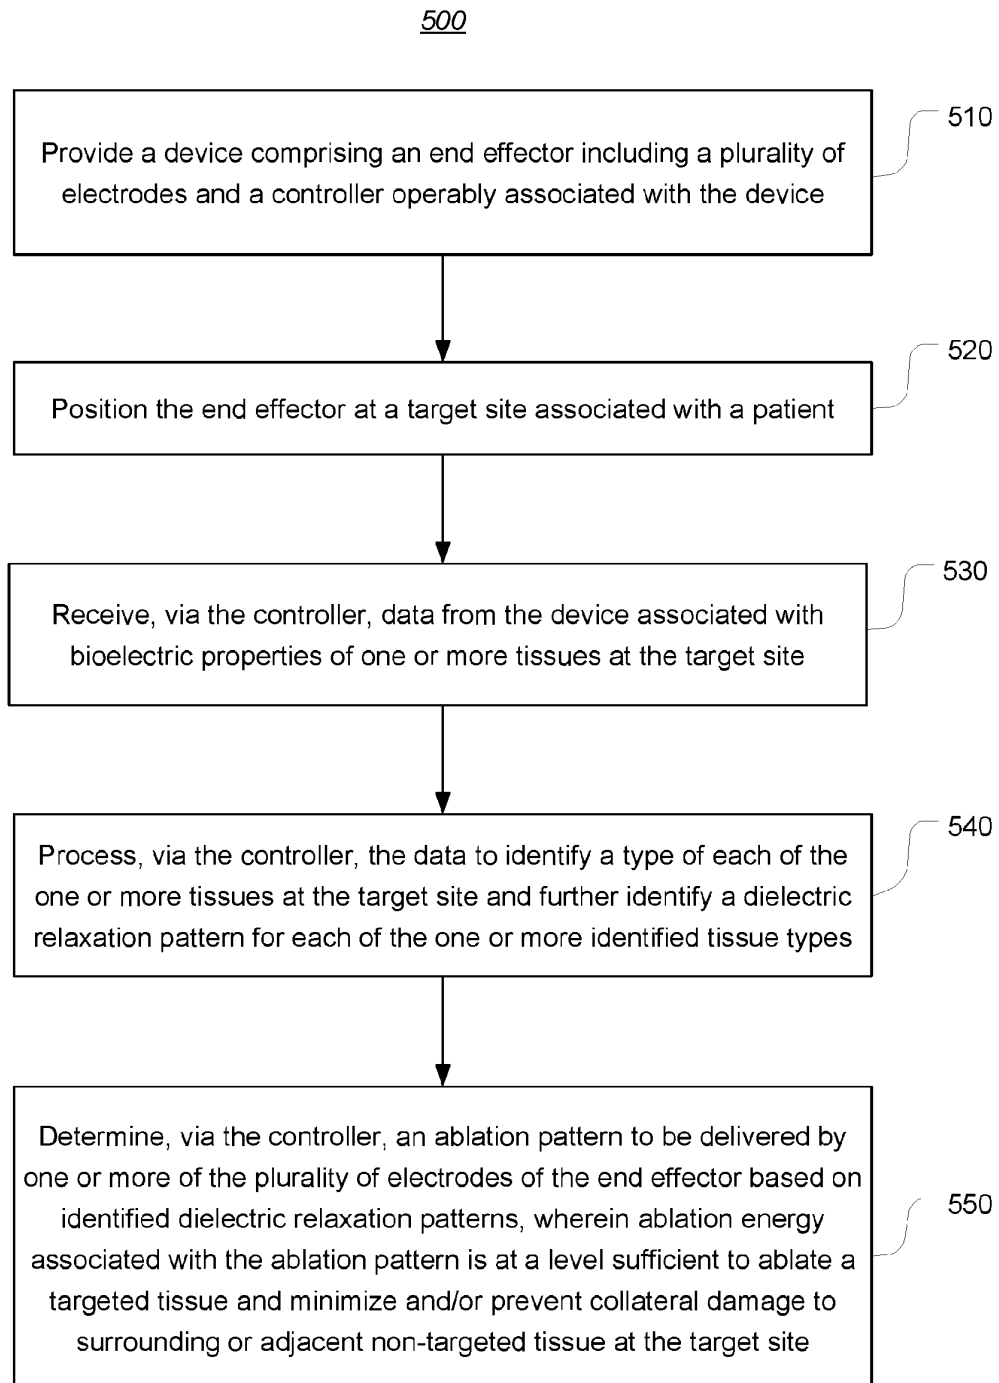 500
510
Provide a device comprising an end effector including a plurality of
electrodes and a controller operably associated with the device
520
Position the end effector at a target site associated with a patient
530
Receive, via the controller, data from the device associated with
bioelectric properties of one or more tissues at the target site
540
Process, via the controller, the data to identify a type of each of the
one or more tissues at the target site and further identify a dielectric
relaxation pattern for each of the one or more identified tissue types
Determine, via the controller, an ablation pattern to be delivered by
one or more of the plurality of electrodes of the end effector based on
550
identified dielectric relaxation patterns, wherein ablation energy
associated with the ablation pattern is at a level sufficient to ablate a
targeted tissue and minimize and/or prevent collateral damage to
surrounding or adjacent non-targeted tissue at the target site